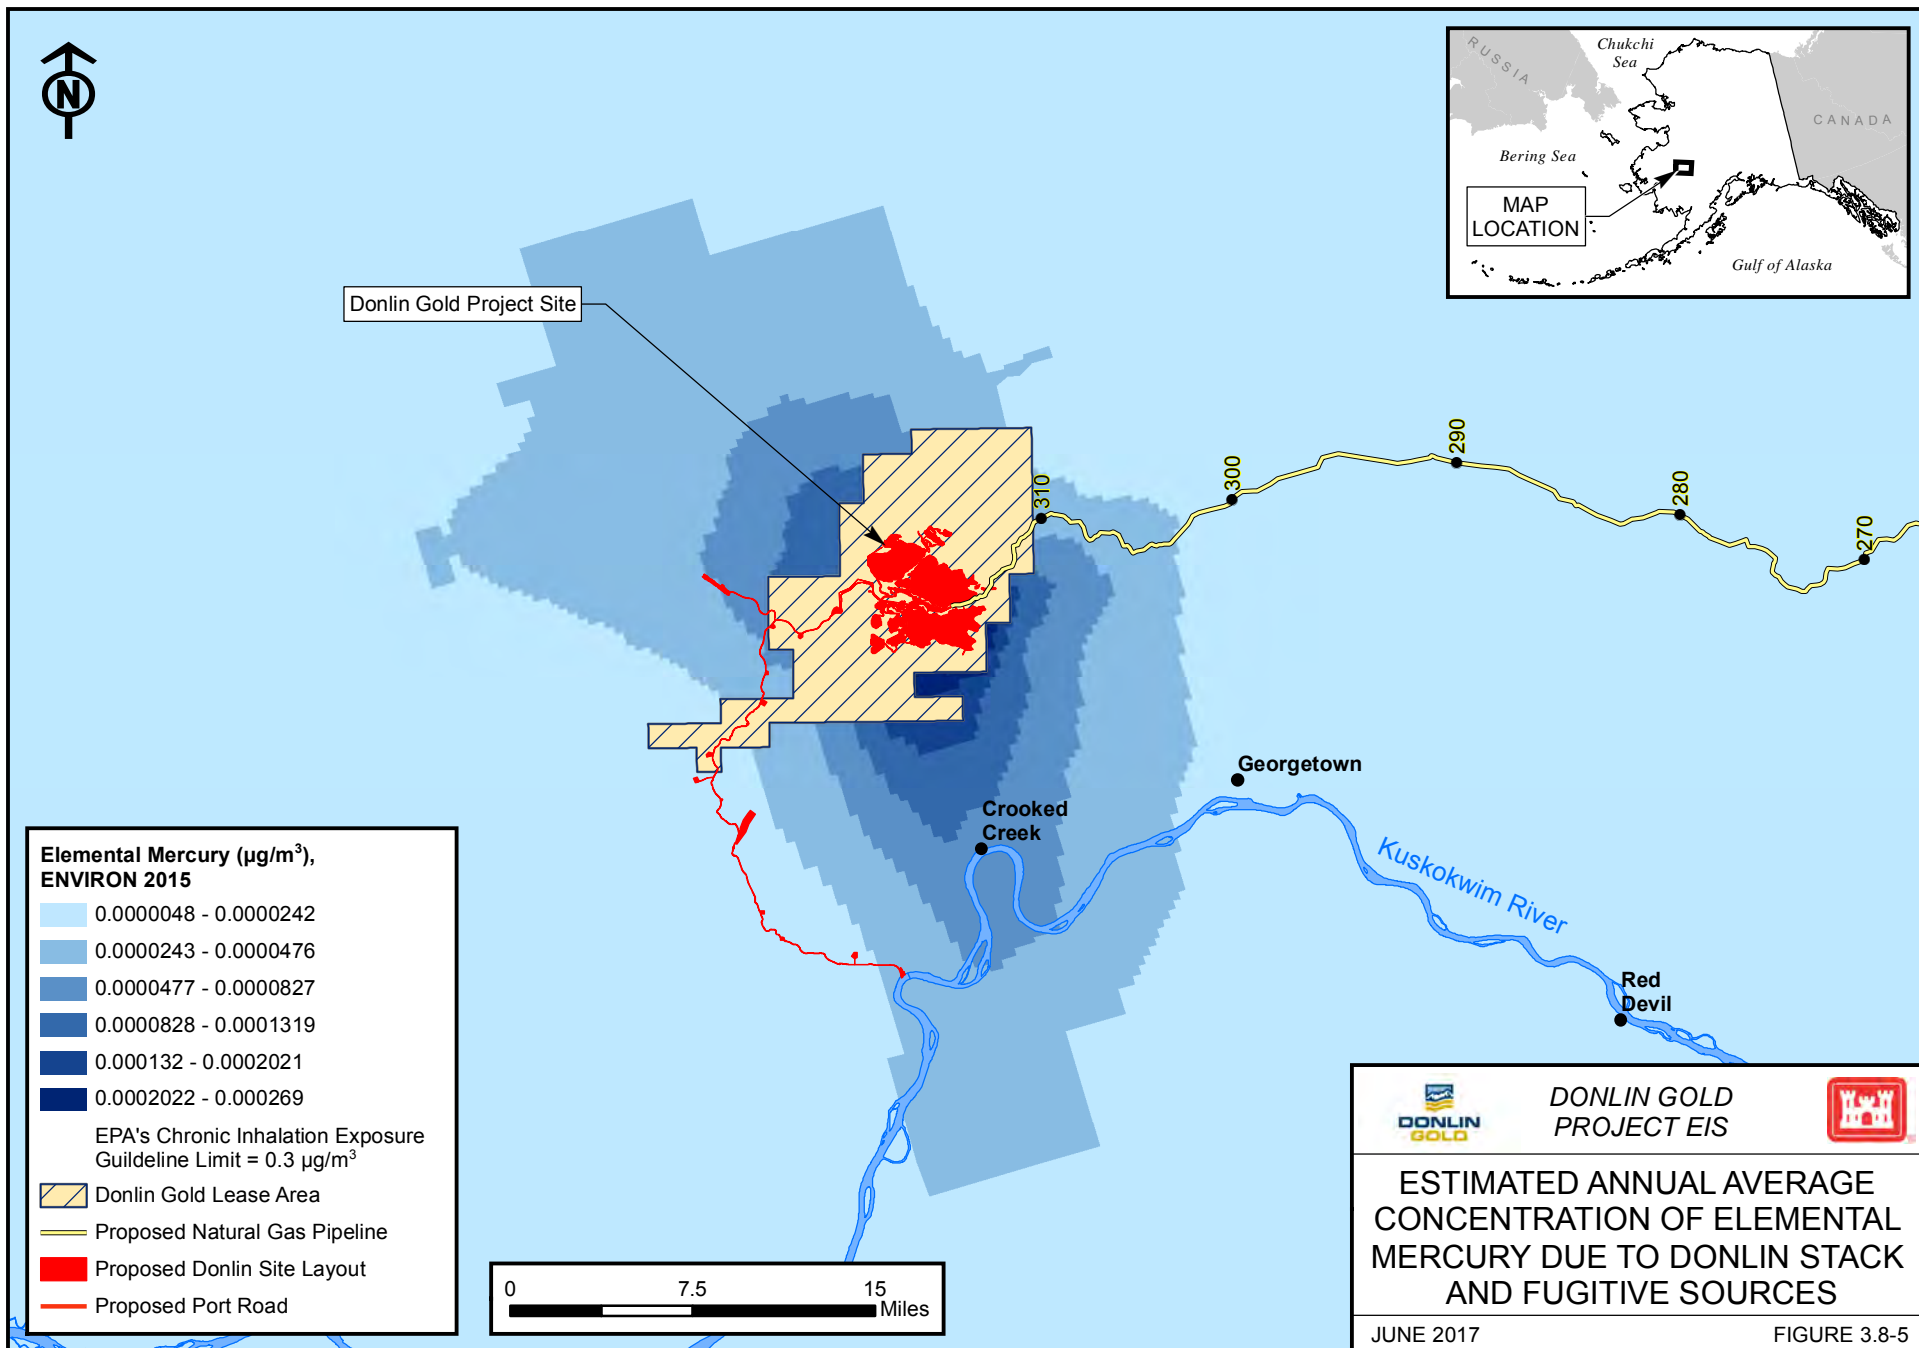 N
RUSSIA
Chukchi
Sea
CANADA
Bering Sea
MAP
LOCATION
Gulf of Alaska
Donlin Gold Project Site
310
300
290
280
270
Georgetown
Crooked
Creek
Kuskokwim River
Red
Devil
Elemental Mercury (µg/m³),
ENVIRON 2015
0.0000048 - 0.0000242
0.0000243 - 0.0000476
0.0000477 - 0.0000827
0.0000828 - 0.0001319
0.000132 - 0.0002021
0.0002022 - 0.000269
EPA's Chronic Inhalation Exposure
Guildeline Limit = 0.3 µg/m³
Donlin Gold Lease Area
Proposed Natural Gas Pipeline
Proposed Donlin Site Layout
Proposed Port Road
0 7.5 15
Miles
DONLIN
GOLD
DONLIN GOLD
PROJECT EIS
ESTIMATED ANNUAL AVERAGE
CONCENTRATION OF ELEMENTAL
MERCURY DUE TO DONLIN STACK
AND FUGITIVE SOURCES
JUNE 2017 FIGURE 3.8-5